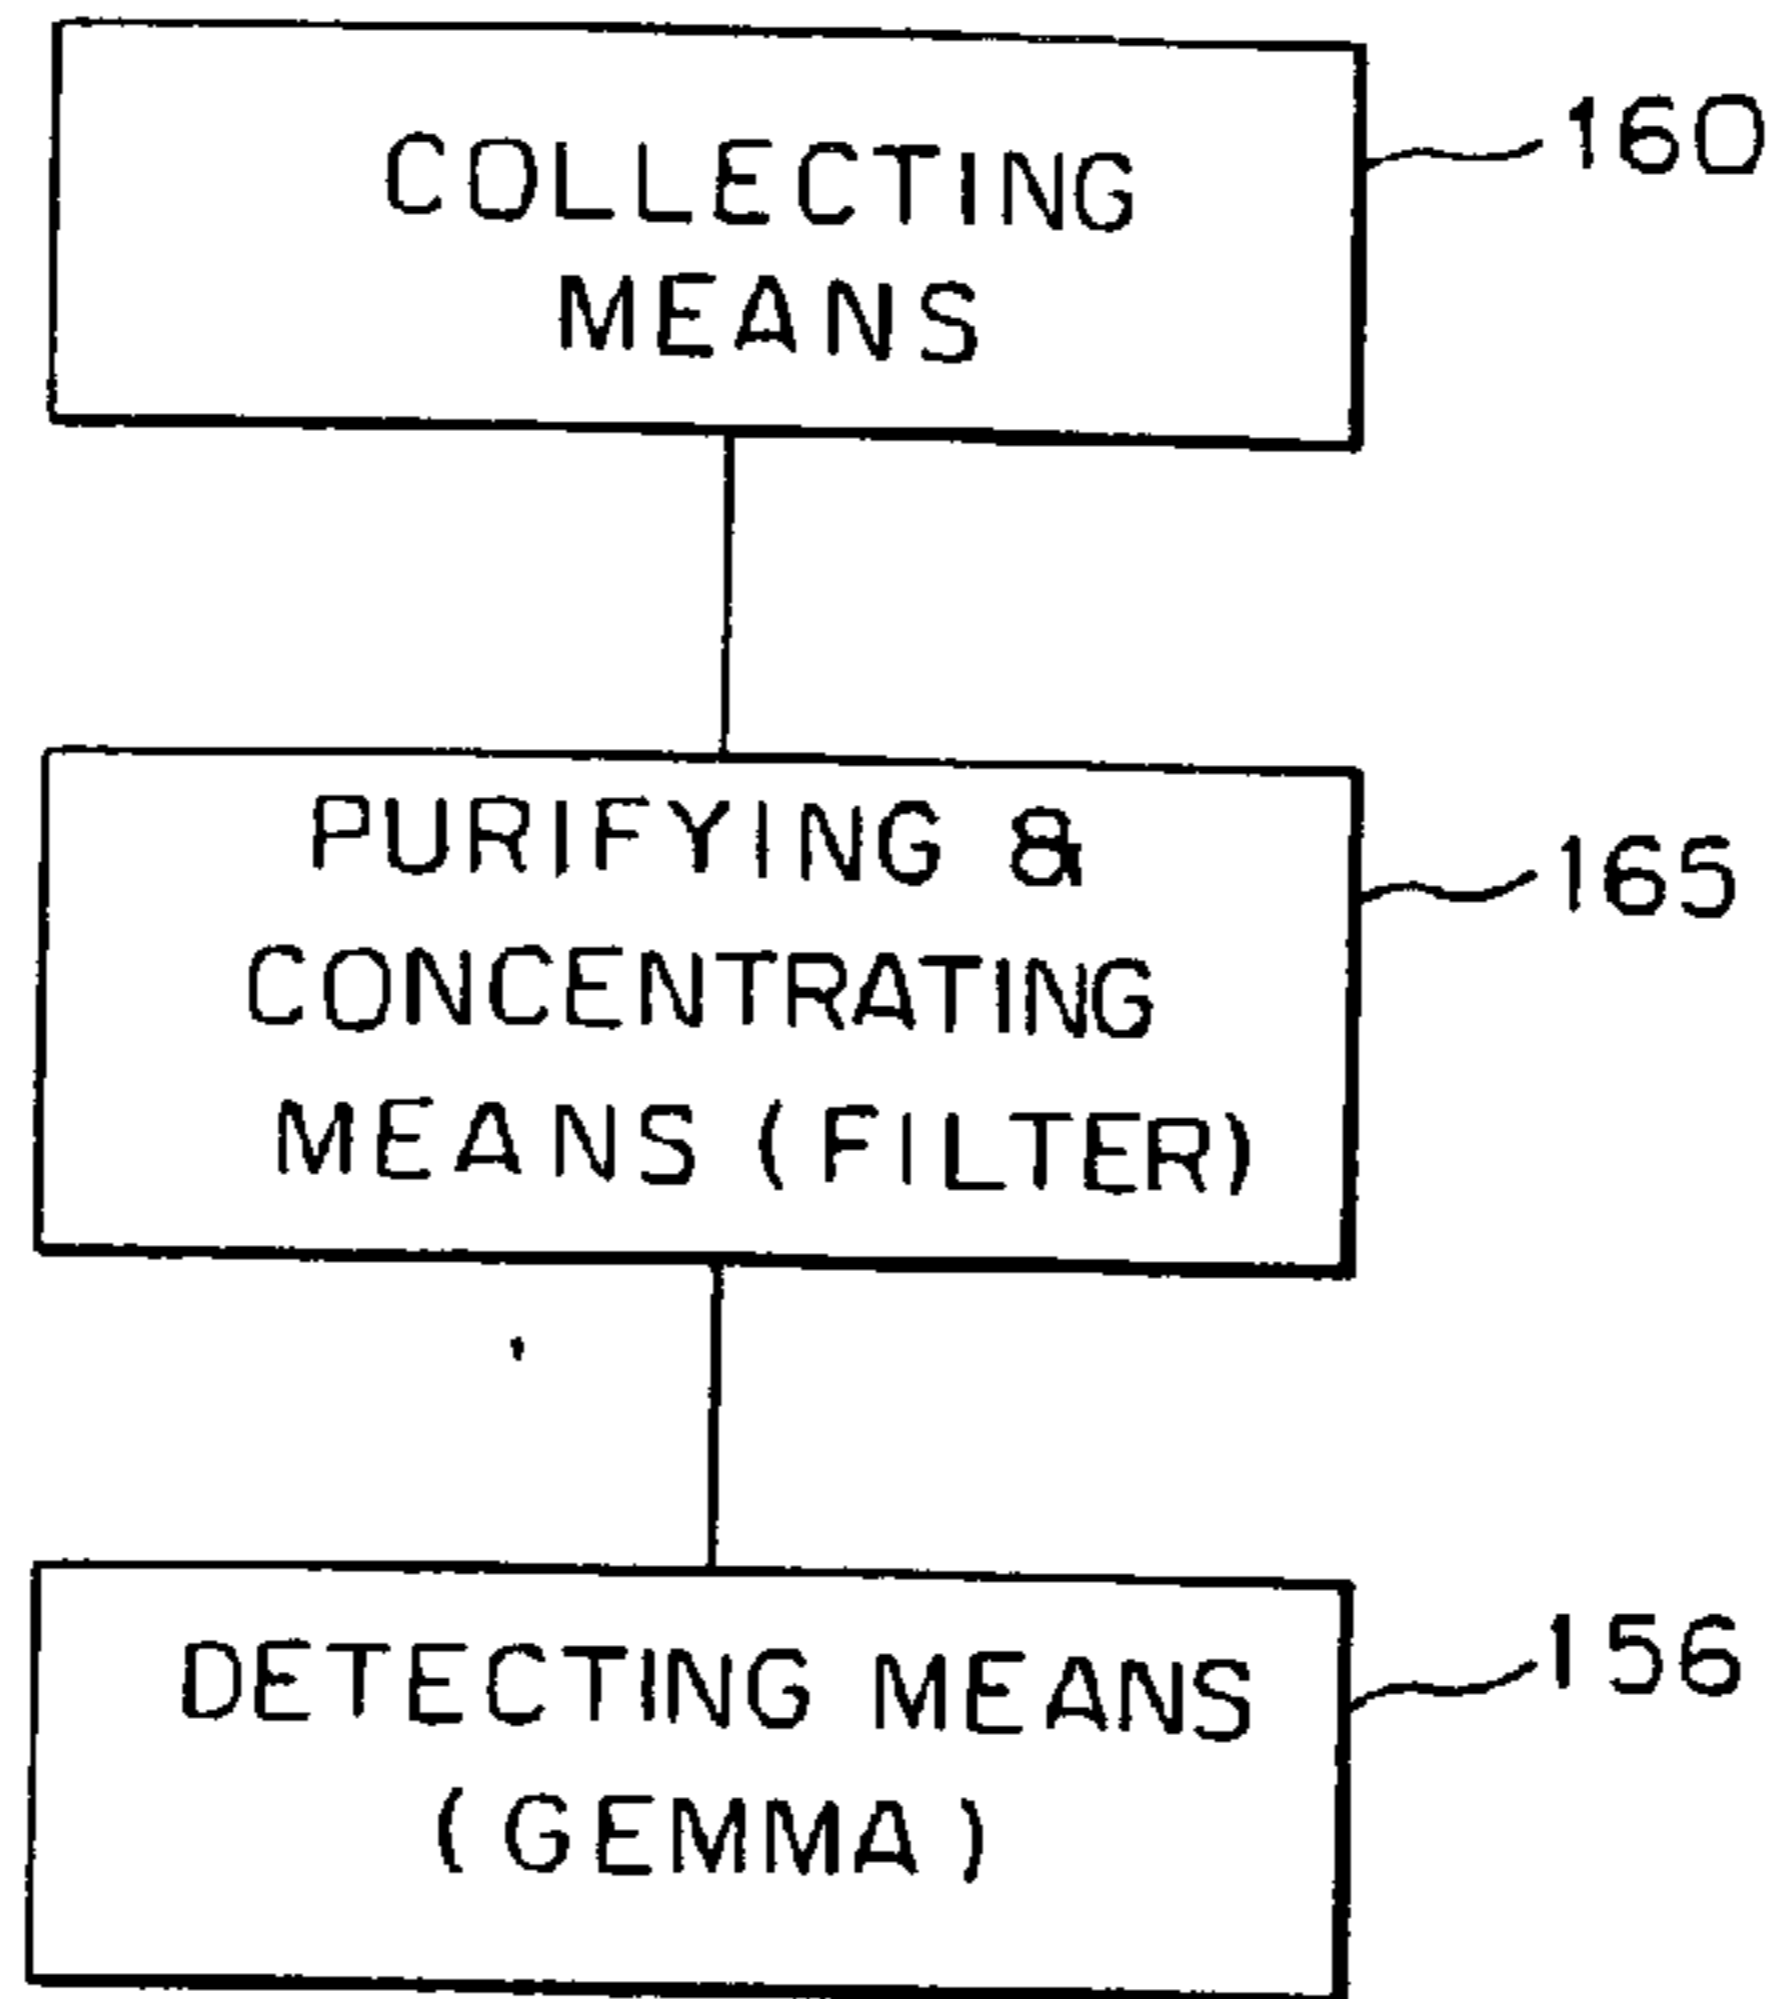 COLLECTING
MEANS
160
PURIFYING &
CONCENTRATING
MEANS (FILTER)
165
DETECTING MEANS
(GEMMA)
156